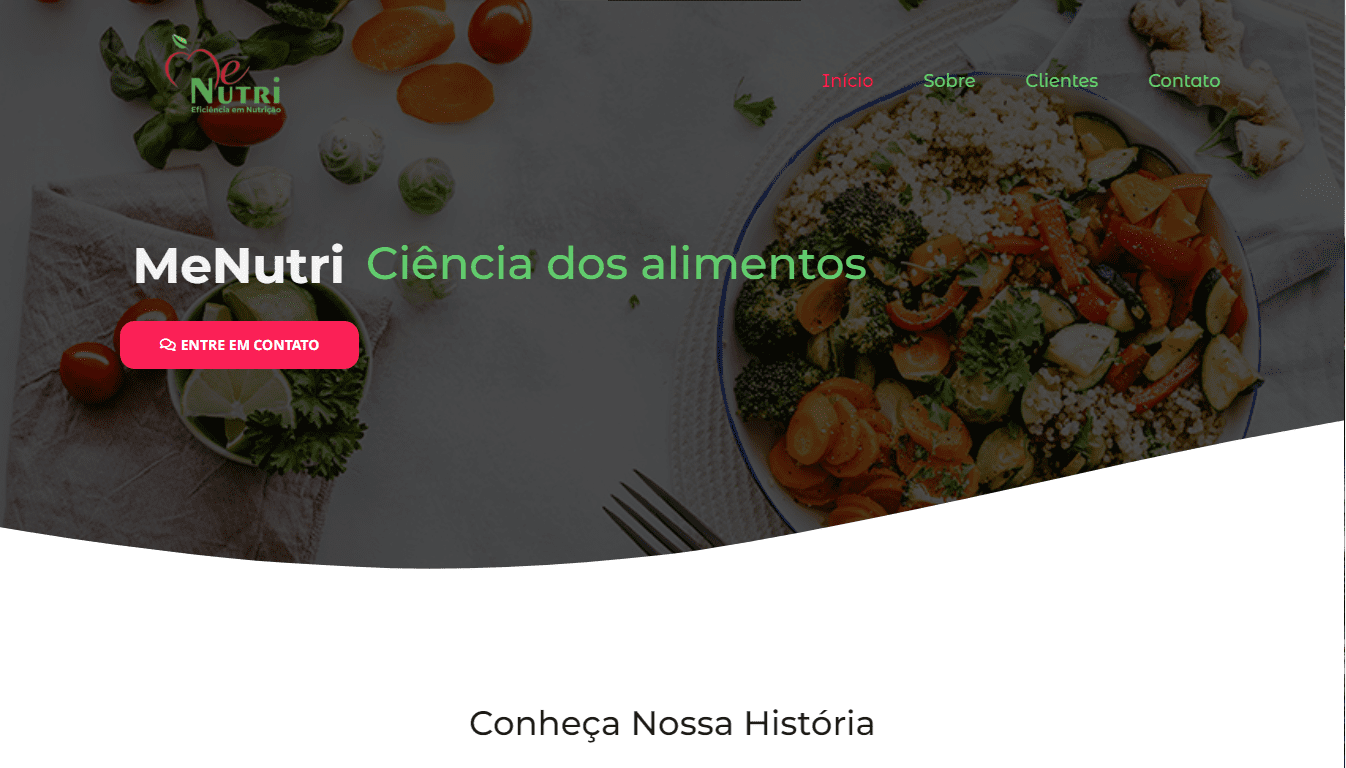 Me
NUTRI
Eficiência em Nutrição
Início Sobre Clientes Contato
MeNutri Ciência dos alimentos
ENTRE EM CONTATO
Conheça Nossa História